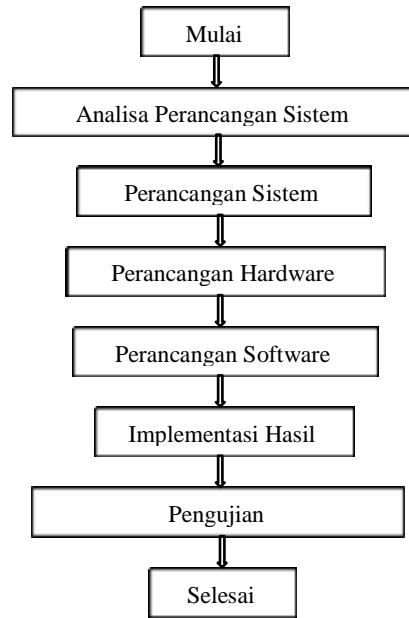 Mulai
Analisa Perancangan Sistem
Perancangan Sistem
Perancangan Hardware
Perancangan Software
Implementasi Hasil
Pengujian
Selesai